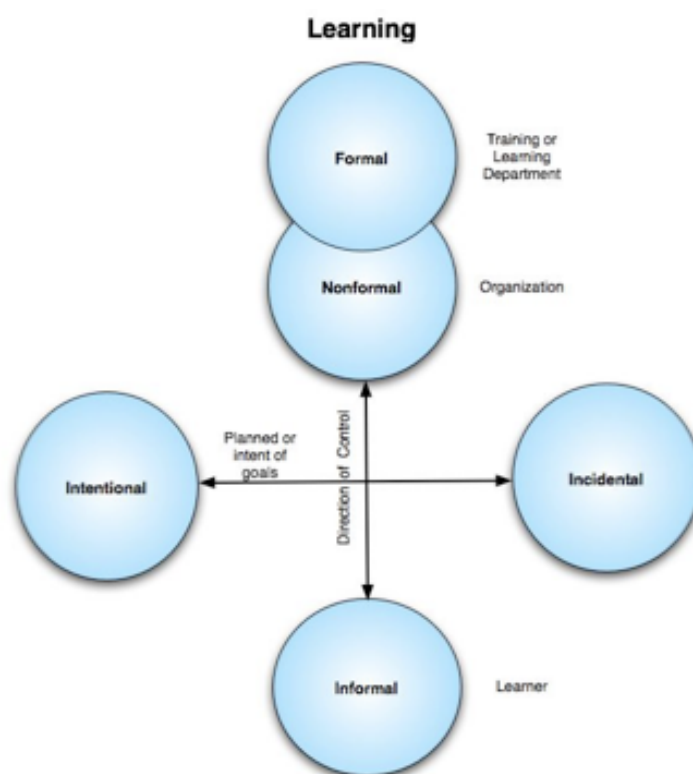 Learning
Formal
Training or
Learning
Department
Nonformal
Organization
Planned or
intent of
goals
Direction of Control
Intentional
Incidental
Informal
Learner